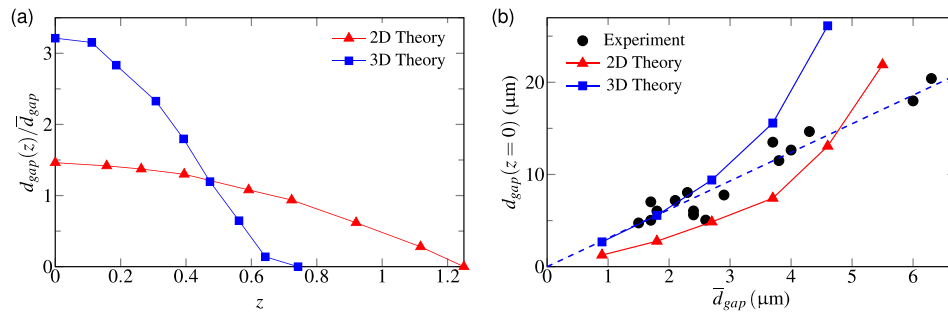 (a)
3
2
1
0
0
0.2
0.4
0.6
0.8
1
1.2
z
d_gap(z)/d̅_gap
2D Theory
3D Theory
(b)
20
10
0
0
1
2
3
4
5
6
d̅_gap (μm)
d_gap(z = 0) (μm)
Experiment
2D Theory
3D Theory